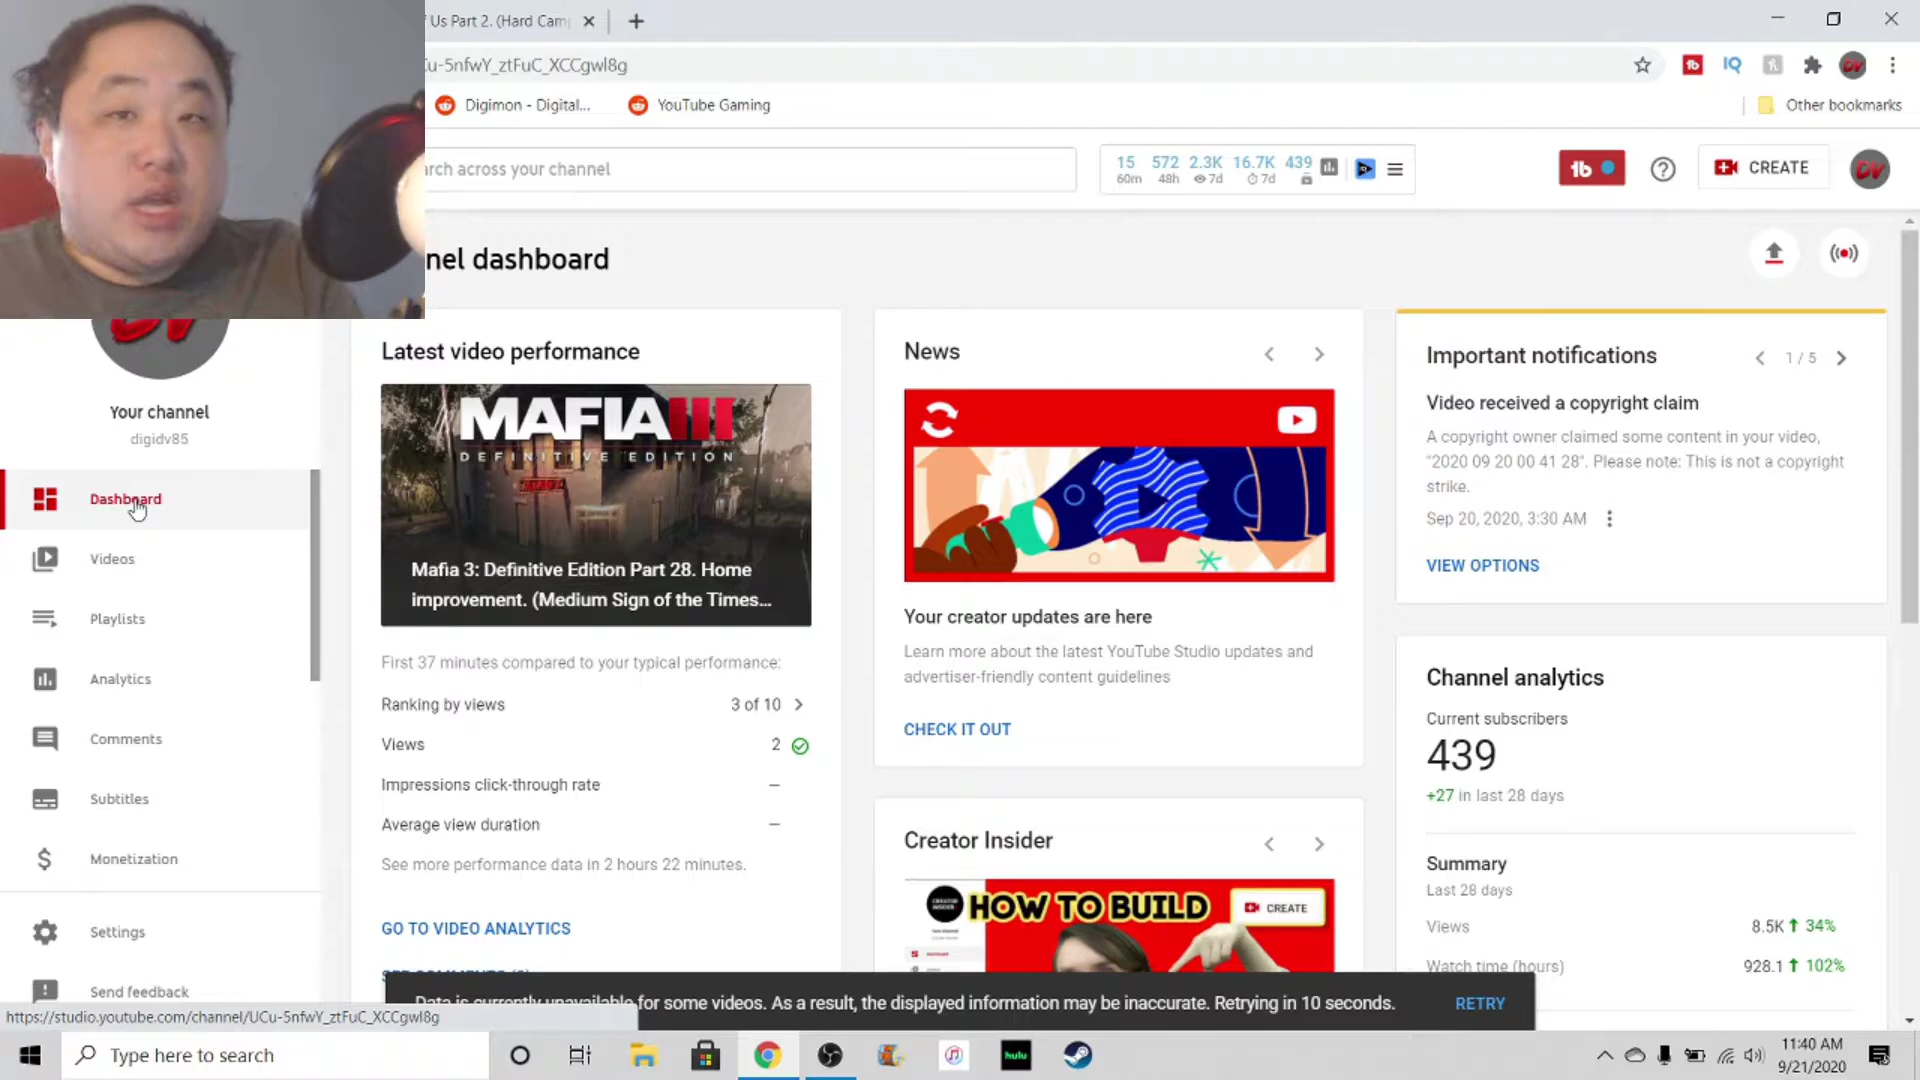 Us Part 2. (Hard Cam
Cu-5nfwY_ztFuC_XCCgwl8g
Digimon - Digital...
YouTube Gaming
Other bookmarks
arch across your channel
15 572 2.3K 16.7K 439
60m 48h 7d 7d
CREATE
nel dashboard
Your channel
digidv85
Dashboard
Videos
Playlists
Analytics
Comments
Subtitles
Monetization
Settings
Send feedback
Latest video performance
MAFIA III
DEFINITIVE EDITION
Mafia 3: Definitive Edition Part 28. Home
improvement. (Medium Sign of the Times...
First 37 minutes compared to your typical performance:
Ranking by views 3 of 10
Views 2
Impressions click-through rate –
Average view duration –
See more performance data in 2 hours 22 minutes.
GO TO VIDEO ANALYTICS
News
Your creator updates are here
Learn more about the latest YouTube Studio updates and
advertiser-friendly content guidelines
CHECK IT OUT
Creator Insider
HOW TO BUILD
CREATE
Important notifications
1 / 5
Video received a copyright claim
A copyright owner claimed some content in your video,
"2020 09 20 00 41 28". Please note: This is not a copyright
strike.
Sep 20, 2020, 3:30 AM
VIEW OPTIONS
Channel analytics
Current subscribers
439
+27 in last 28 days
Summary
Last 28 days
Views 8.5K 34%
Watch time (hours) 928.1 102%
Data is currently unavailable for some videos. As a result, the displayed information may be inaccurate. Retrying in 10 seconds.
RETRY
https://studio.youtube.com/channel/UCu-5nfwY_ztFuC_XCCgwl8g
Type here to search
hulu
11:40 AM
9/21/2020